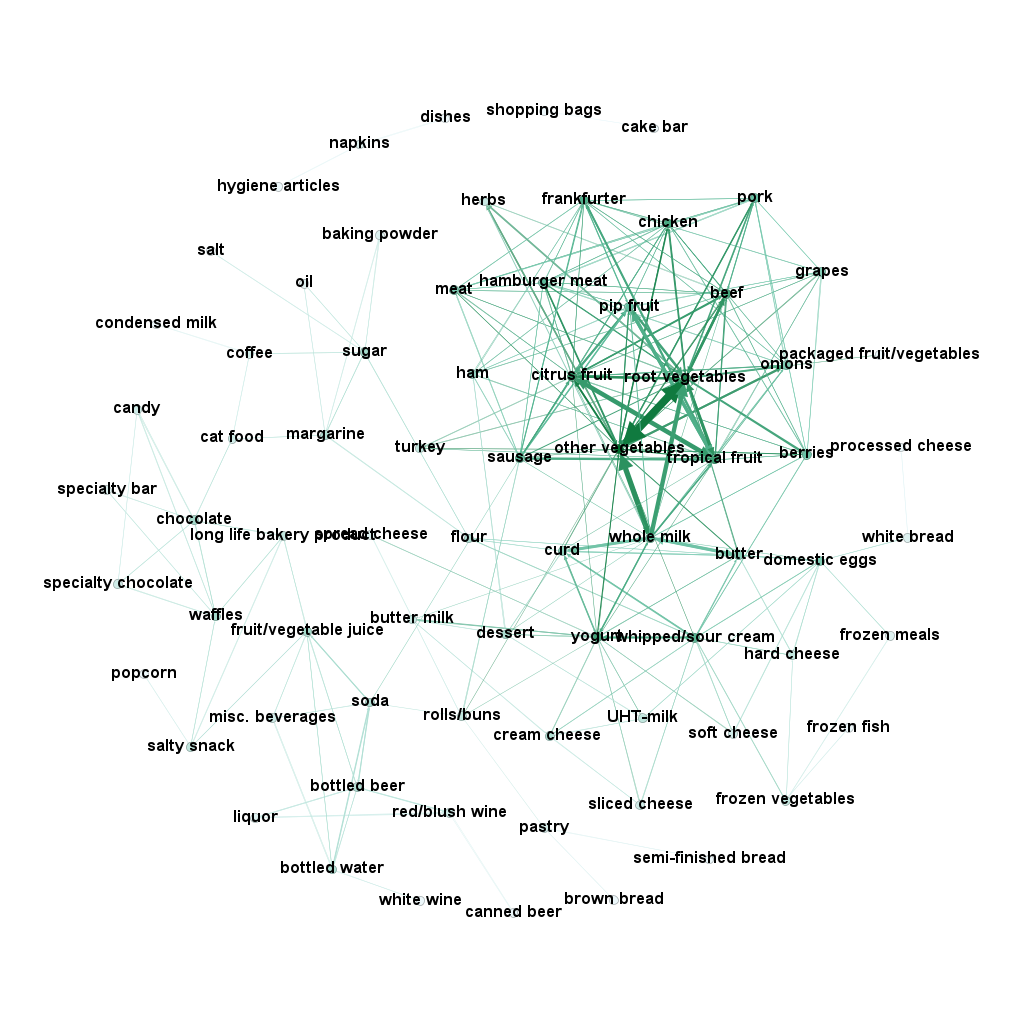 shopping bags
dishes
cake bar
napkins
hygiene articles
herbs
frankfurter
pork
chicken
baking powder
salt
grapes
oil
meat
hamburger meat
beef
pip fruit
condensed milk
coffee
sugar
packaged fruit/vegetables
onions
ham
citrus fruit
root vegetables
candy
cat food
margarine
turkey
sausage
other vegetables
tropical fruit
berries
processed cheese
specialty bar
chocolate
long life bakery product
spread cheese
flour
curd
whole milk
butter
domestic eggs
white bread
specialty chocolate
waffles
fruit/vegetable juice
butter milk
dessert
yogurt
whipped/sour cream
hard cheese
frozen meals
popcorn
soda
misc. beverages
rolls/buns
UHT-milk
salty snack
cream cheese
soft cheese
frozen fish
bottled beer
liquor
red/blush wine
sliced cheese
frozen vegetables
pastry
semi-finished bread
bottled water
white wine
canned beer
brown bread